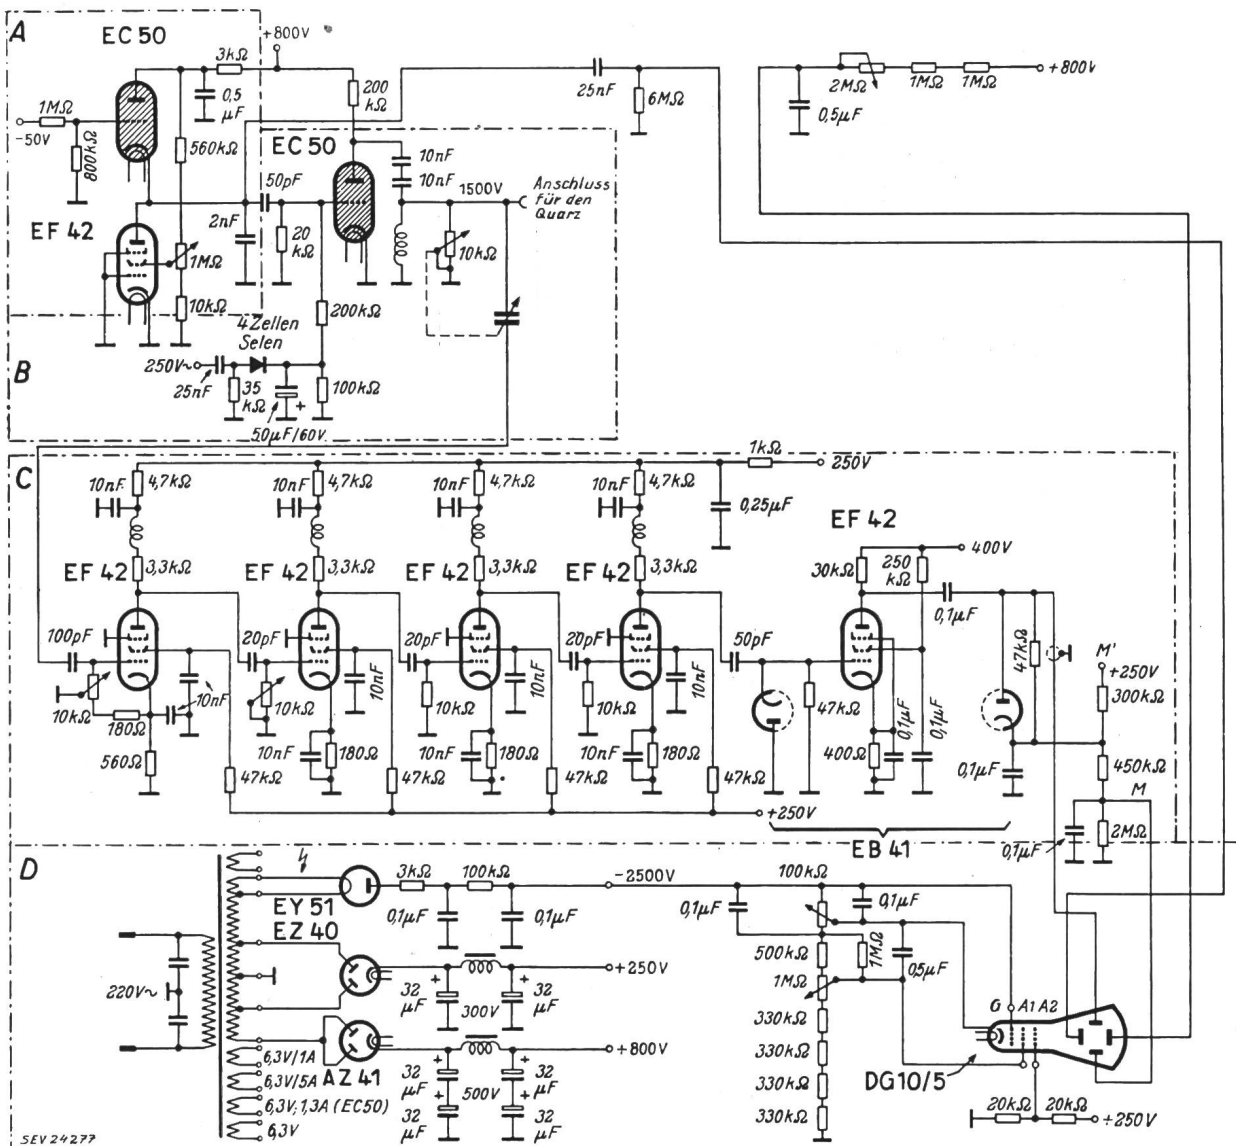 A
EC 50
+800V
3kΩ
0,5
μF
1MΩ
-50V
800kΩ
560kΩ
EF 42
1MΩ
10kΩ
2nF
50pF
EC 50
20
kΩ
200
kΩ
10nF
10nF
1500V
Anschluss
für den
Quarz
10kΩ
25nF
6MΩ
0,5μF
2MΩ
1MΩ
1MΩ
+800V
200kΩ
4 Zellen
Selen
B
250V~
25nF
35
kΩ
50μF/60V
+
100kΩ
C
10nF
4,7kΩ
10nF
4,7kΩ
10nF
4,7kΩ
10nF
4,7kΩ
1kΩ
250V
0,25μF
3,3kΩ
3,3kΩ
3,3kΩ
3,3kΩ
EF 42
EF 42
EF 42
EF 42
EF 42
30kΩ
250
kΩ
400V
0,1μF
100pF
20pF
20pF
20pF
50pF
10kΩ
180Ω
560Ω
10nF
10kΩ
10nF
10nF
180Ω
10kΩ
10nF
10nF
180Ω
10kΩ
10nF
10nF
180Ω
47kΩ
47kΩ
47kΩ
47kΩ
+250V
47kΩ
400Ω
0,1μF
0,1μF
47kΩ
0,1μF
M'
+250V
300kΩ
450kΩ
M
2MΩ
0,1μF
EB 41
D
EY 51
EZ 40
3kΩ
100kΩ
0,1μF
0,1μF
-2500V
220V~
+
32
μF
300V
+
32
μF
+250V
AZ 41
+
32
μF
500V
+
32
μF
+800V
+
32
μF
+
32
μF
6,3V/1A
6,3V/5A
6,3V; 1,3A (EC50)
6,3V
0,1μF
100kΩ
0,1μF
500kΩ
1MΩ
0,5μF
1MΩ
330kΩ
330kΩ
330kΩ
330kΩ
G
A1 A2
DG10/5
20kΩ
20kΩ
+250V
SEV 24277